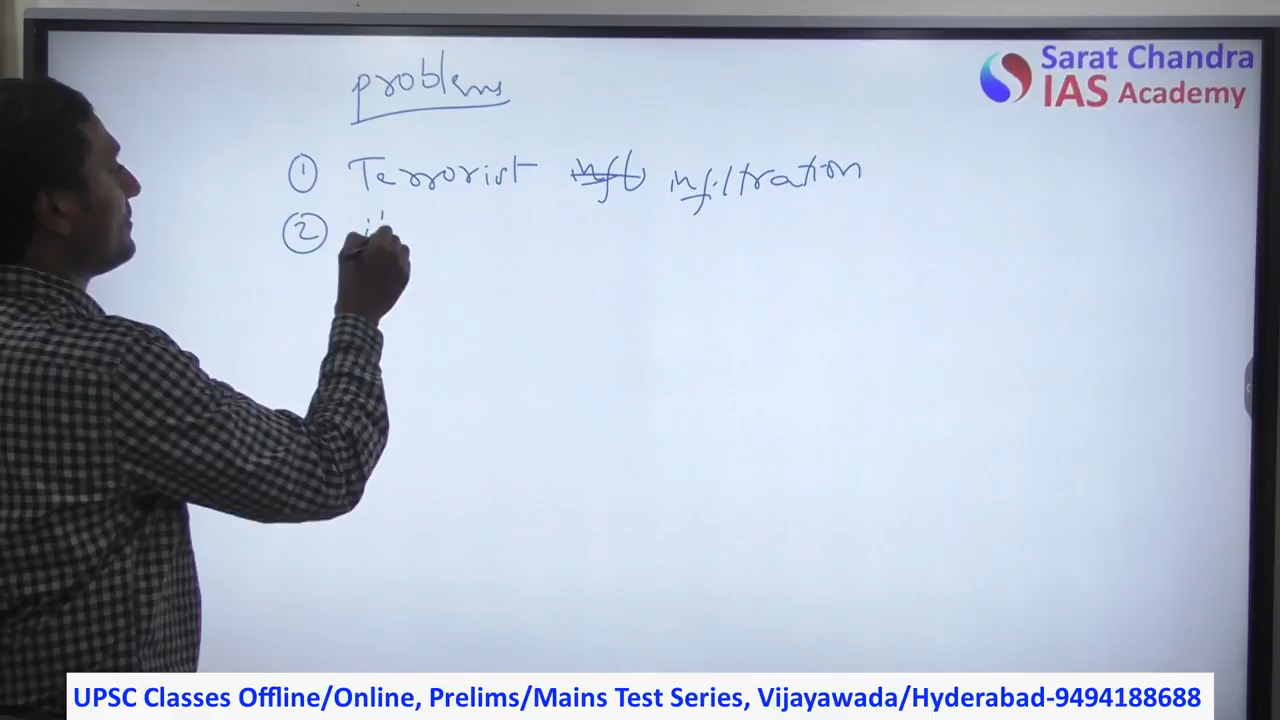 problems
Sarat Chandra
IAS Academy
① Terrorist infiltration
②
UPSC Classes Offline/Online, Prelims/Mains Test Series, Vijayawada/Hyderabad-9494188688